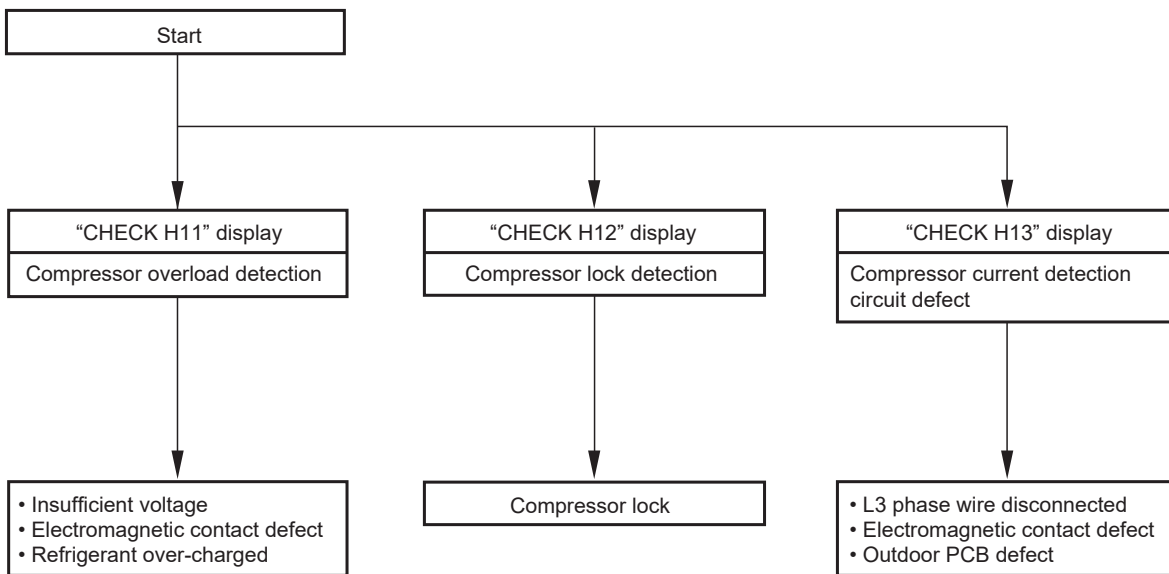 Start
“CHECK H11” display
Compressor overload detection
“CHECK H12” display
Compressor lock detection
“CHECK H13” display
Compressor current detection
circuit defect
• Insufficient voltage
• Electromagnetic contact defect
• Refrigerant over-charged
Compressor lock
• L3 phase wire disconnected
• Electromagnetic contact defect
• Outdoor PCB defect